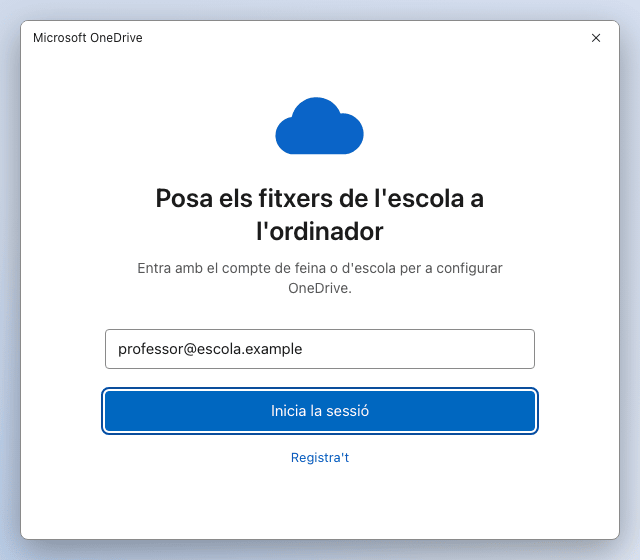 Microsoft OneDrive
Posa els fitxers de l'escola a
l'ordinador
Entra amb el compte de feina o d'escola per a configurar
OneDrive.
professor@escola.example
Inicia la sessió
Registra't